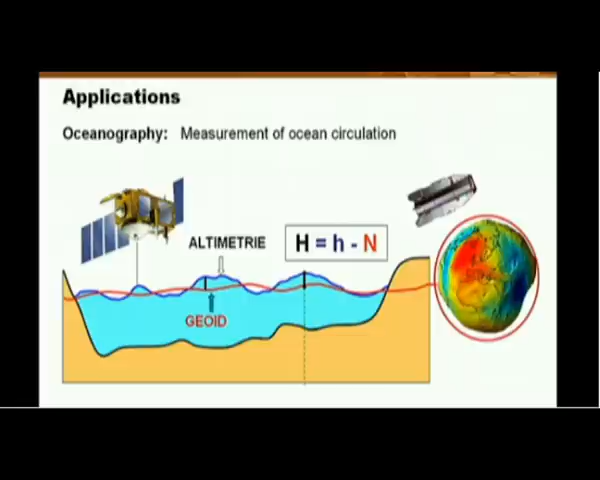 Applications
Oceanography: Measurement of ocean circulation
ALTIMETRIE
H = h - N
GEOID